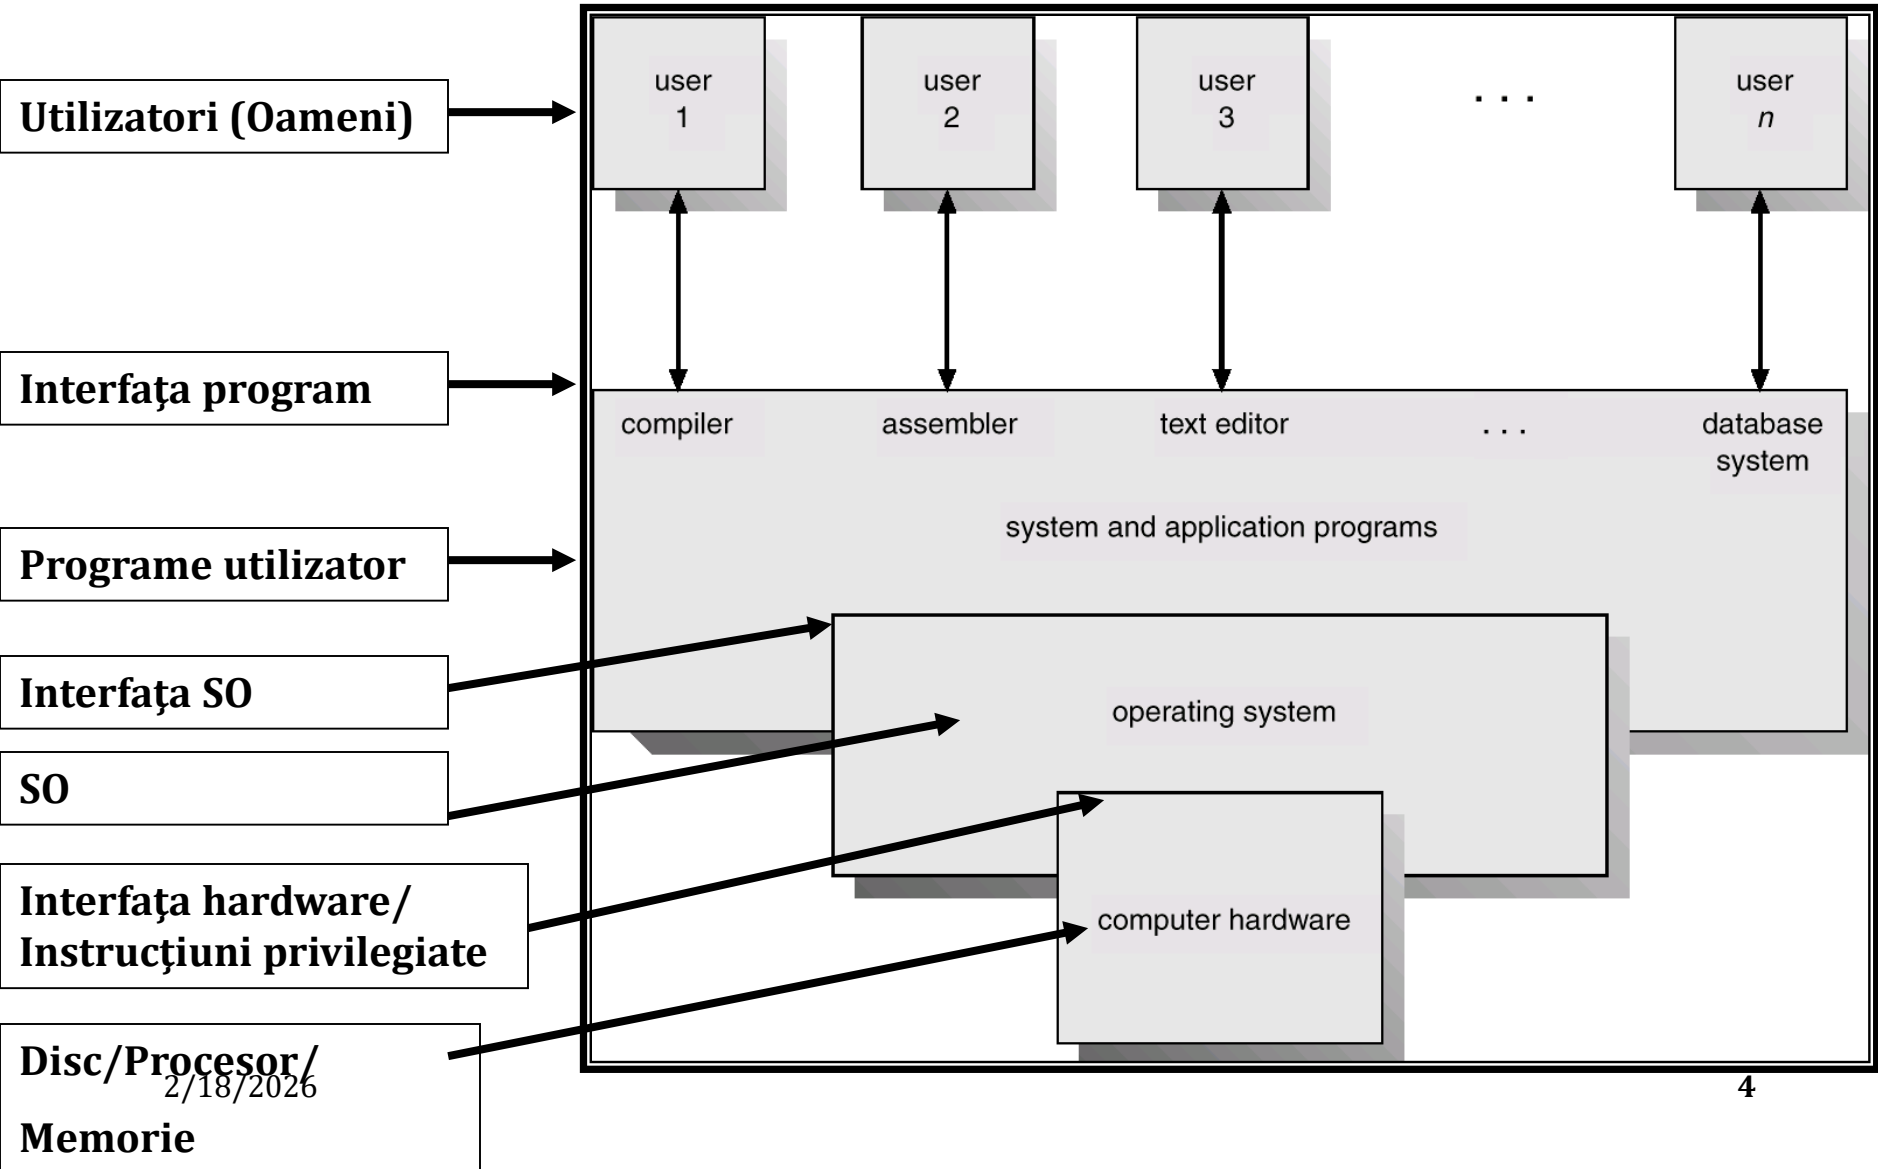 user
1
user
2
user
3
. . .
user
n
Utilizatori (Oameni)
Interfața program
compiler
assembler
text editor
. . .
database
system
system and application programs
Programe utilizator
Interfața SO
operating system
SO
Interfața hardware/
Instrucțiuni privilegiate
computer hardware
Disc/Procesor/
Memorie
2/18/2026
4